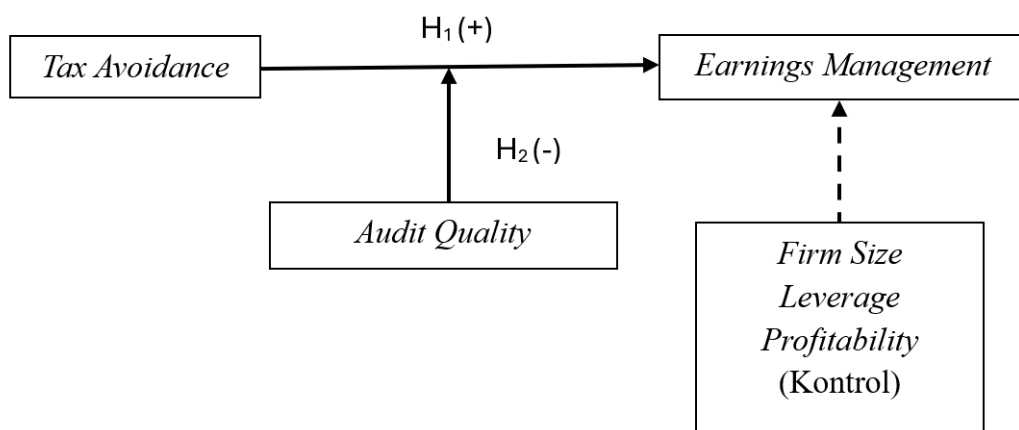 H₁ (+)
Tax Avoidance
Earnings Management
H₂ (-)
Audit Quality
Firm Size
Leverage
Profitability
(Kontrol)